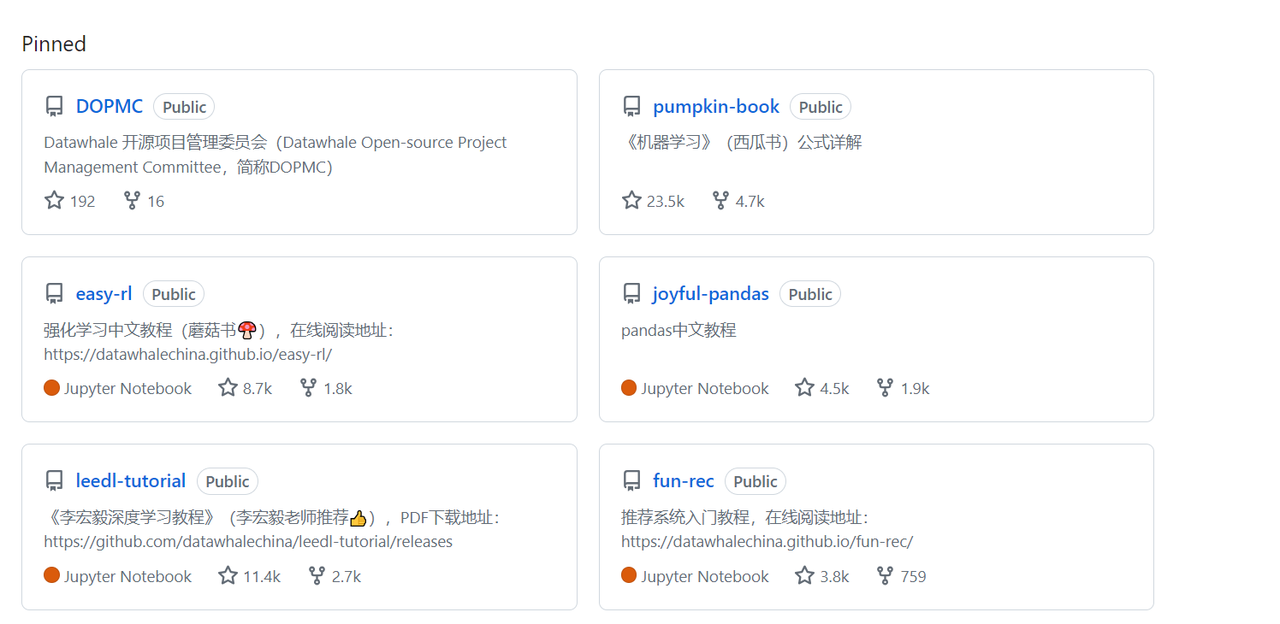 Pinned
DOPMC Public
Datawhale 开源项目管理委员会（Datawhale Open-source Project
Management Committee，简称DOPMC）
192 16
pumpkin-book Public
《机器学习》（西瓜书）公式详解
23.5k 4.7k
easy-rl Public
强化学习中文教程（蘑菇书🍄），在线阅读地址：
https://datawhalechina.github.io/easy-rl/
Jupyter Notebook 8.7k 1.8k
joyful-pandas Public
pandas中文教程
Jupyter Notebook 4.5k 1.9k
leedl-tutorial Public
《李宏毅深度学习教程》（李宏毅老师推荐👍），PDF下载地址：
https://github.com/datawhalechina/leedl-tutorial/releases
Jupyter Notebook 11.4k 2.7k
fun-rec Public
推荐系统入门教程，在线阅读地址：
https://datawhalechina.github.io/fun-rec/
Jupyter Notebook 3.8k 759